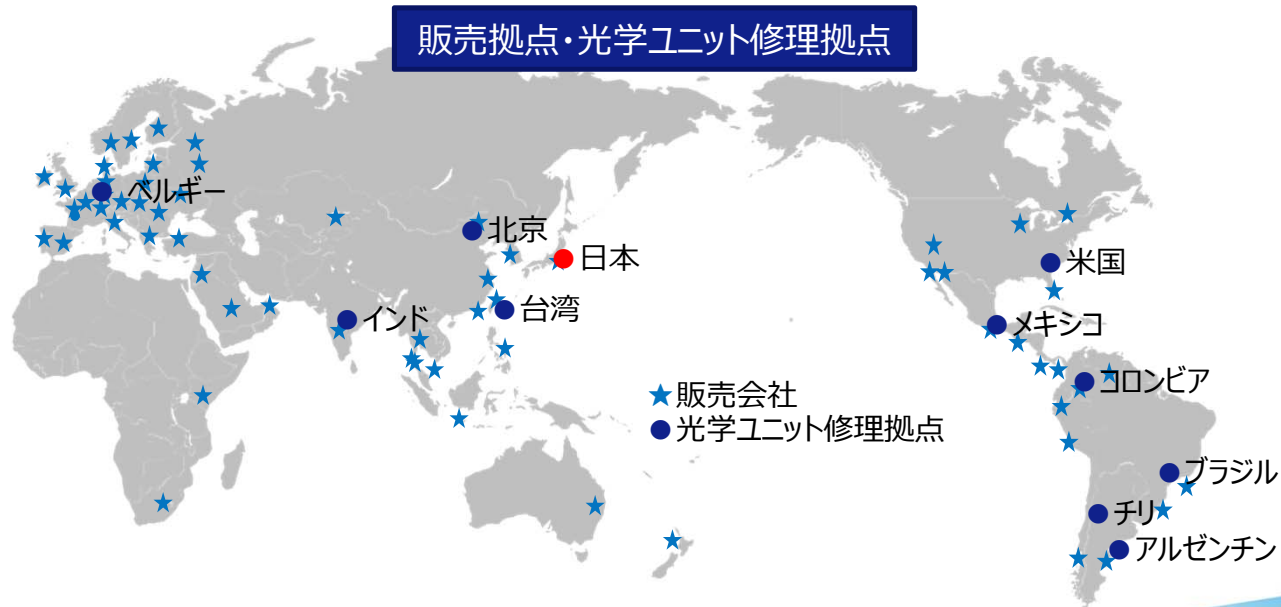 販売拠点・光学ユニット修理拠点
ベルギー
北京
日本
米国
インド
台湾
メキシコ
コロンビア
★販売会社
●光学ユニット修理拠点
ブラジル
チリ
アルゼンチン